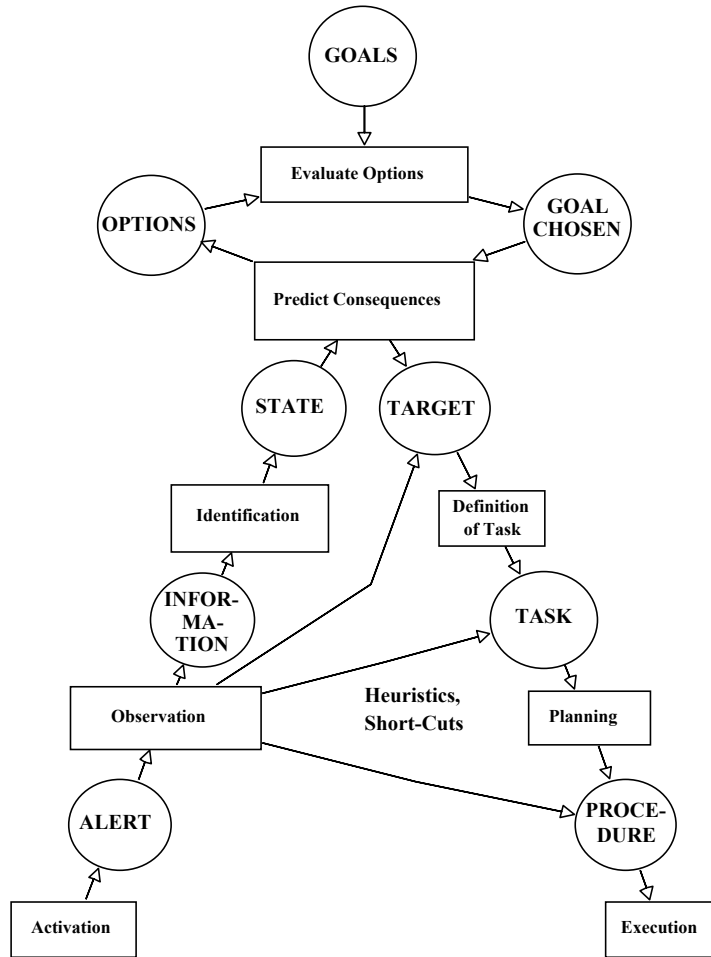 GOALS
Evaluate Options
OPTIONS
GOAL
CHOSEN
Predict Consequences
STATE
TARGET
Identification
Definition
of Task
INFOR-
MA-
TION
TASK
Observation
Heuristics,
Short-Cuts
Planning
ALERT
PROCE-
DURE
Activation
Execution